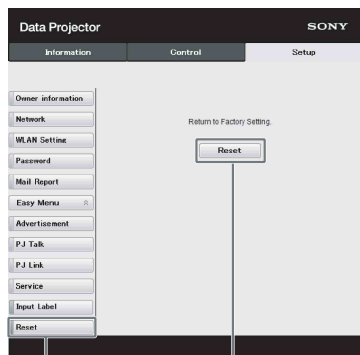 Data Projector
SONY
Information
Control
Setup
Owner information
Network
WLAN Setting
Password
Mail Report
Easy Menu
Advertisement
PJ Talk
PJ Link
Service
Input Label
Reset
Return to Factory Setting.
Reset